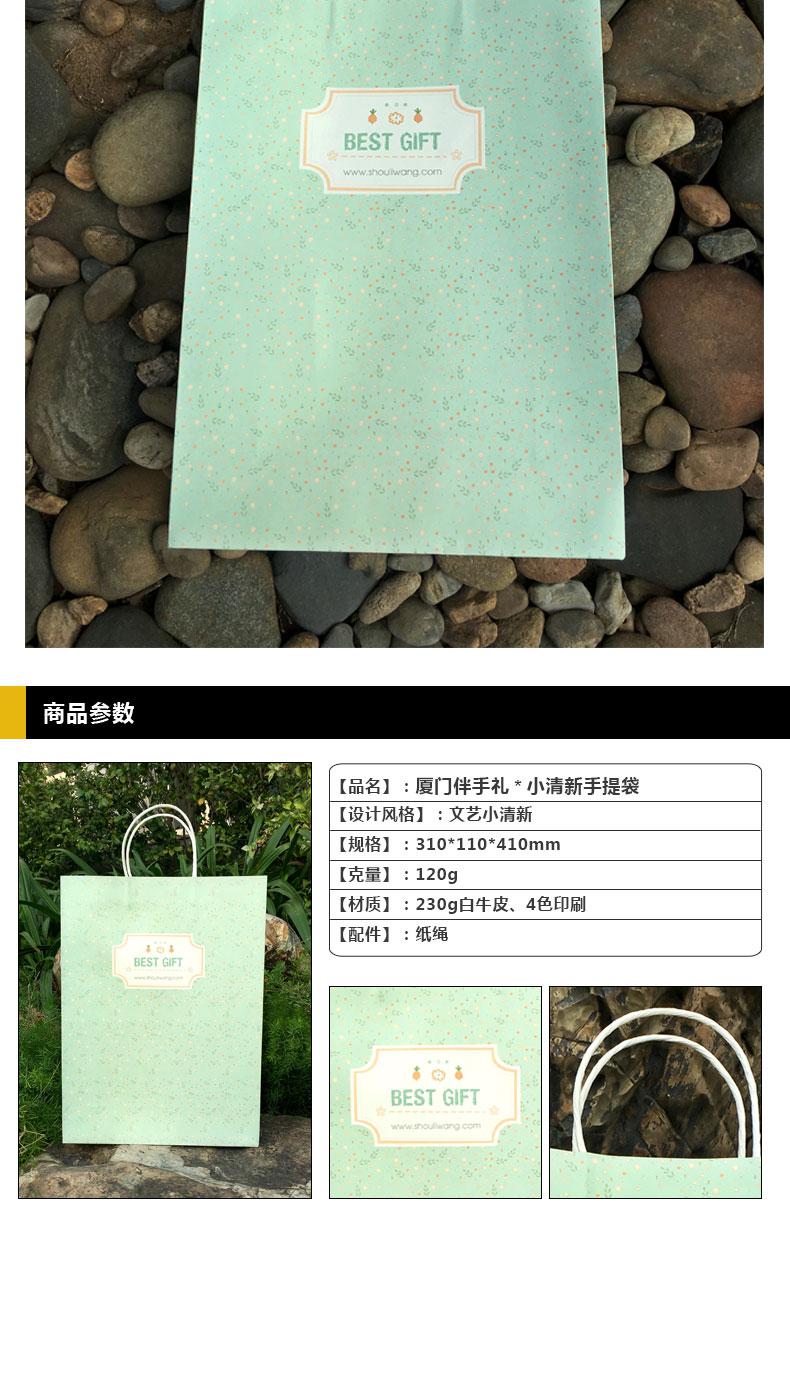 BEST GIFT
www.shouliwang.com
商品参数
【品名】：厦门伴手礼 * 小清新手提袋
【设计风格】：文艺小清新
【规格】：310*110*410mm
【克量】：120g
【材质】：230g白牛皮、4色印刷
【配件】：纸绳
BEST GIFT
www.shouliwang.com
BEST GIFT
www.shouliwang.com